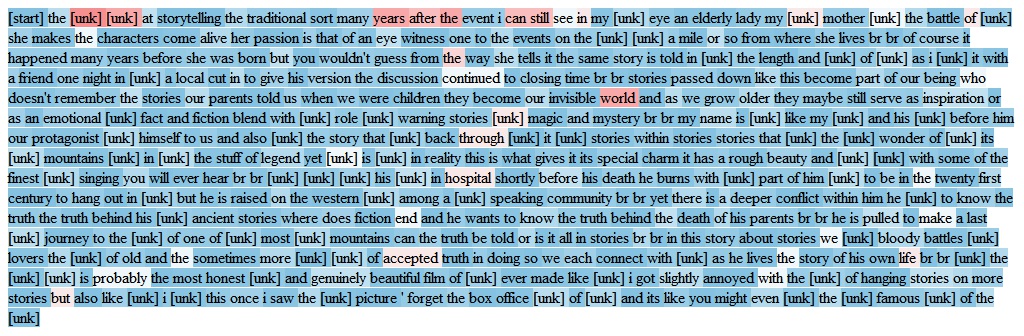 [start] the [unk] [unk] at storytelling the traditional sort many years after the event i can still see in my [unk] eye an elderly lady my [unk] mother [unk] the battle of [unk]
she makes the characters come alive her passion is that of an eye witness one to the events on the [unk] [unk] a mile or so from where she lives br br of course it
happened many years before she was born but you wouldn't guess from the way she tells it the same story is told in [unk] the length and [unk] of [unk] as i [unk] it with
a friend one night in [unk] a local cut in to give his version the discussion continued to closing time br br stories passed down like this become part of our being who
doesn't remember the stories our parents told us when we were children they become our invisible world and as we grow older they maybe still serve as inspiration or
as an emotional [unk] fact and fiction blend with [unk] role [unk] warning stories [unk] magic and mystery br br my name is [unk] like my [unk] and his [unk] before him
our protagonist [unk] himself to us and also [unk] the story that [unk] back through [unk] it [unk] stories within stories stories that [unk] the [unk] wonder of [unk] its
[unk] mountains [unk] in [unk] the stuff of legend yet [unk] is [unk] in reality this is what gives it its special charm it has a rough beauty and [unk] with some of the
finest [unk] singing you will ever hear br br [unk] [unk] [unk] his [unk] in hospital shortly before his death he burns with [unk] part of him [unk] to be in the twenty first
century to hang out in [unk] but he is raised on the western [unk] among a [unk] speaking community br br yet there is a deeper conflict within him he [unk] to know the
truth the truth behind his [unk] ancient stories where does fiction end and he wants to know the truth behind the death of his parents br br he is pulled to make a last
[unk] journey to the [unk] of one of [unk] most [unk] mountains can the truth be told or is it all in stories br br in this story about stories we [unk] bloody battles [unk]
lovers the [unk] of old and the sometimes more [unk] [unk] of accepted truth in doing so we each connect with [unk] as he lives the story of his own life br br [unk] the
[unk] [unk] is probably the most honest [unk] and genuinely beautiful film of [unk] ever made like [unk] i got slightly annoyed with the [unk] of hanging stories on more
stories but also like [unk] i [unk] this once i saw the [unk] picture ' forget the box office [unk] of [unk] and its like you might even [unk] the [unk] famous [unk] of the
[unk]